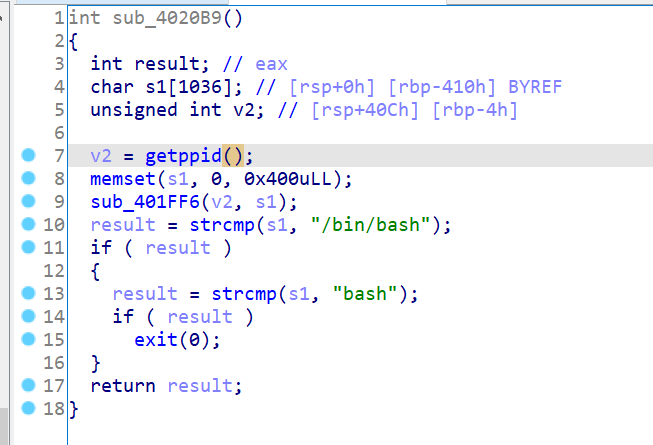 1 int sub_4020B9()
2 {
3 int result; // eax
4 char s1[1036]; // [rsp+0h] [rbp-410h] BYREF
5 unsigned int v2; // [rsp+40Ch] [rbp-4h]
6
7 v2 = getppid();
8 memset(s1, 0, 0x400uLL);
9 sub_401FF6(v2, s1);
10 result = strcmp(s1, "/bin/bash");
11 if ( result )
12 {
13 result = strcmp(s1, "bash");
14 if ( result )
15 exit(0);
16 }
17 return result;
18 }